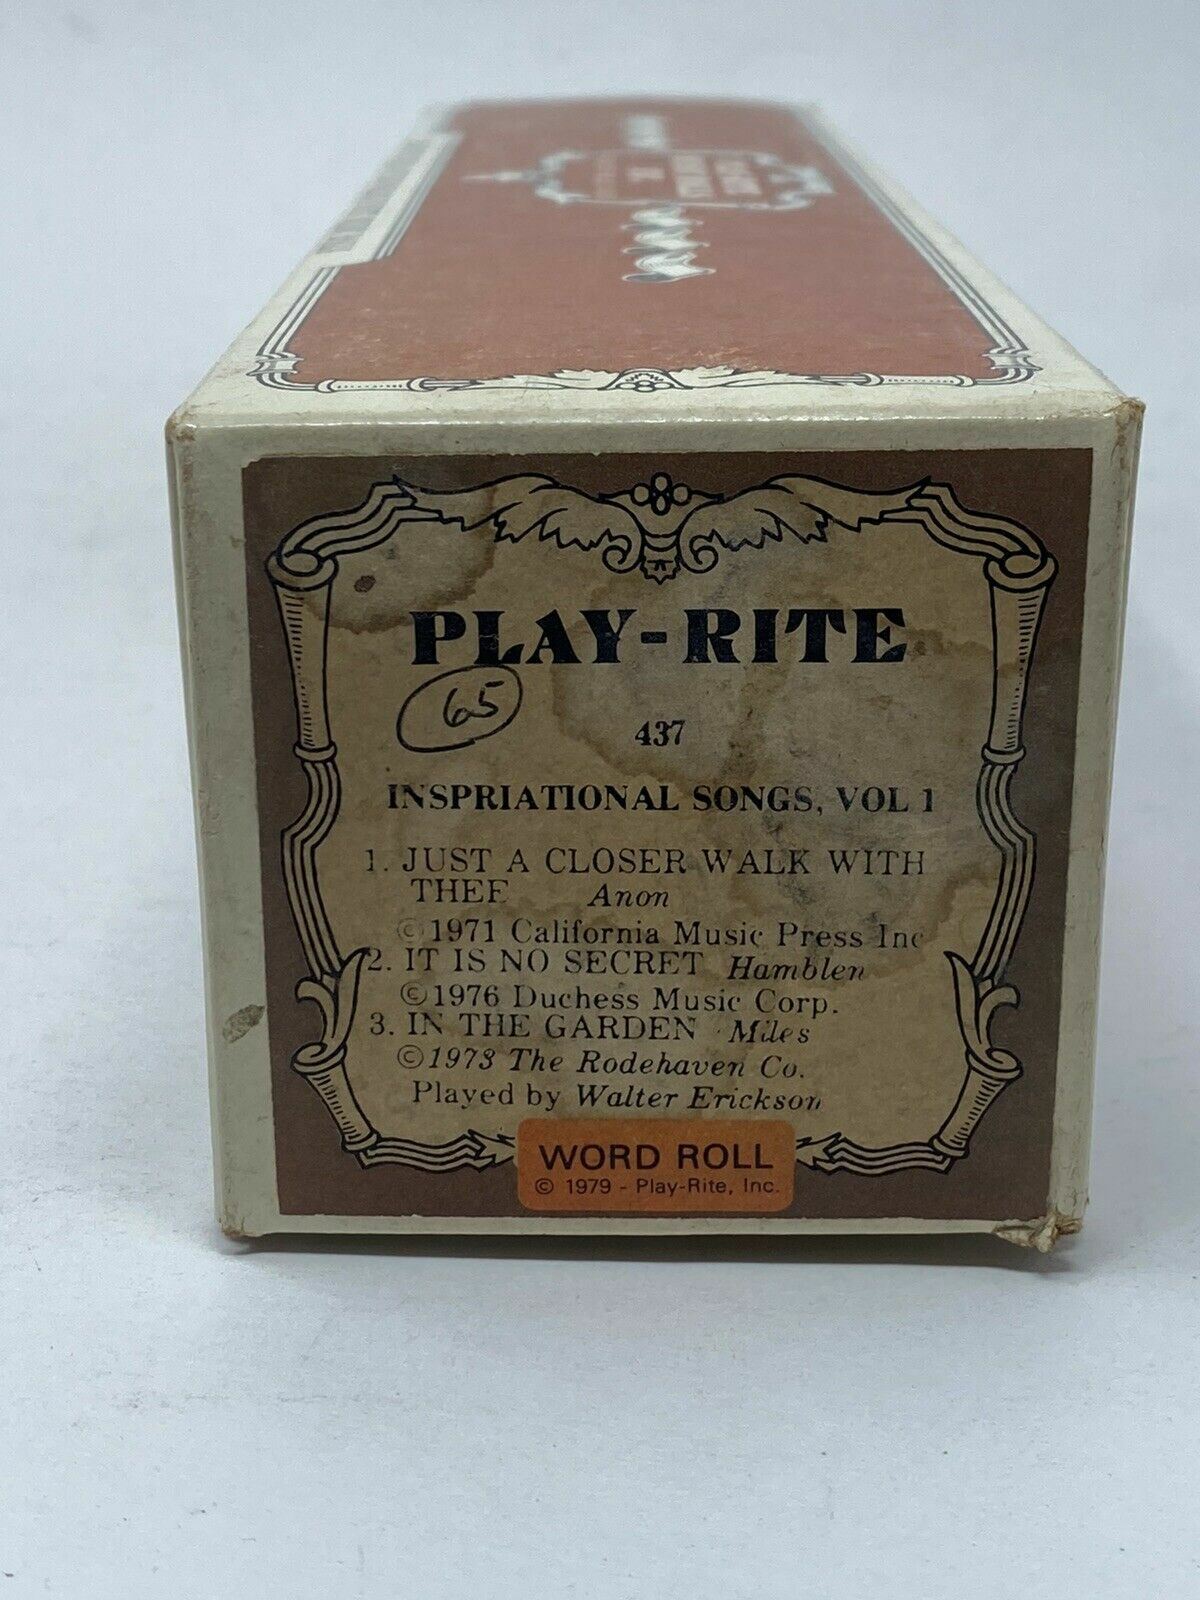 PLAY-RITE
65
437
INSPRIATIONAL SONGS, VOL 1
1. JUST A CLOSER WALK WITH
THEE Anon
© 1971 California Music Press Inc
2. IT IS NO SECRET Hamblen
© 1976 Duchess Music Corp.
3. IN THE GARDEN Miles
© 1973 The Rodehaven Co.
Played by Walter Erickson
WORD ROLL
© 1979 - Play-Rite, Inc.